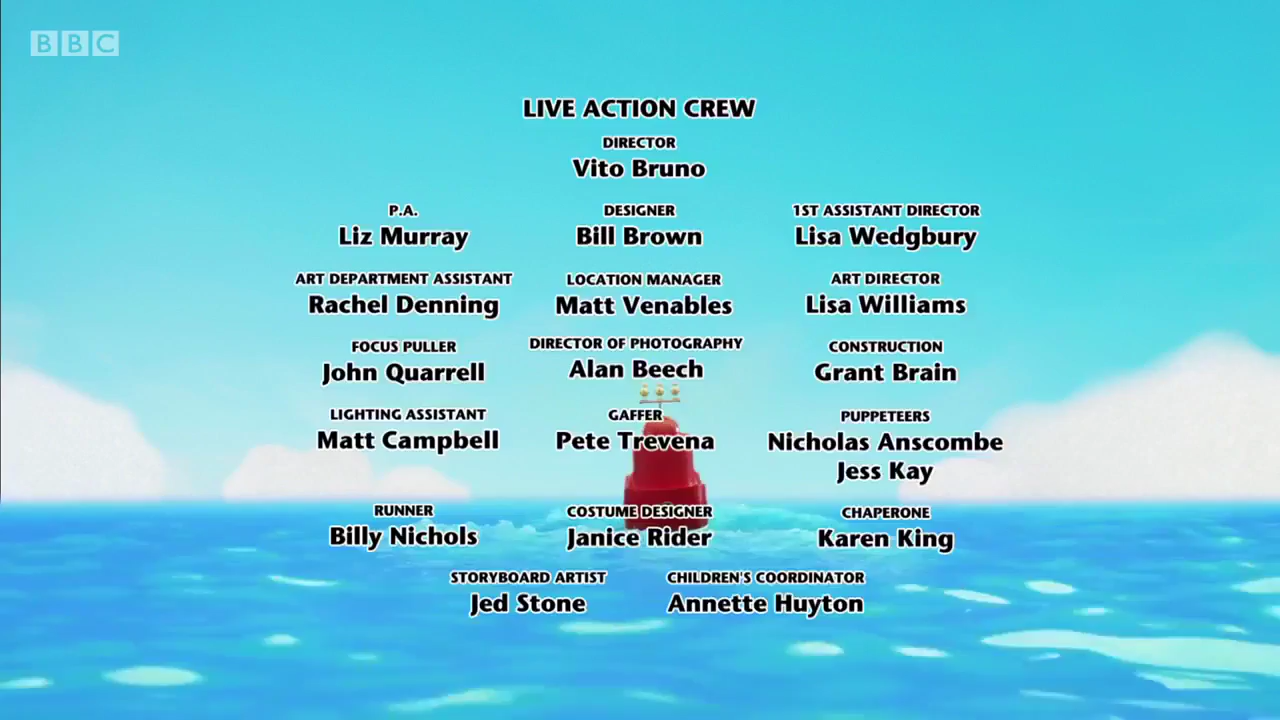 BBC
LIVE ACTION CREW
DIRECTOR
Vito Bruno
P.A.
Liz Murray
DESIGNER
Bill Brown
1ST ASSISTANT DIRECTOR
Lisa Wedgbury
ART DEPARTMENT ASSISTANT
Rachel Denning
LOCATION MANAGER
Matt Venables
ART DIRECTOR
Lisa Williams
FOCUS PULLER
John Quarrell
DIRECTOR OF PHOTOGRAPHY
Alan Beech
CONSTRUCTION
Grant Brain
LIGHTING ASSISTANT
Matt Campbell
GAFFER
Pete Trevena
PUPPETEERS
Nicholas Anscombe
Jess Kay
RUNNER
Billy Nichols
COSTUME DESIGNER
Janice Rider
CHAPERONE
Karen King
STORYBOARD ARTIST
Jed Stone
CHILDREN'S COORDINATOR
Annette Huyton